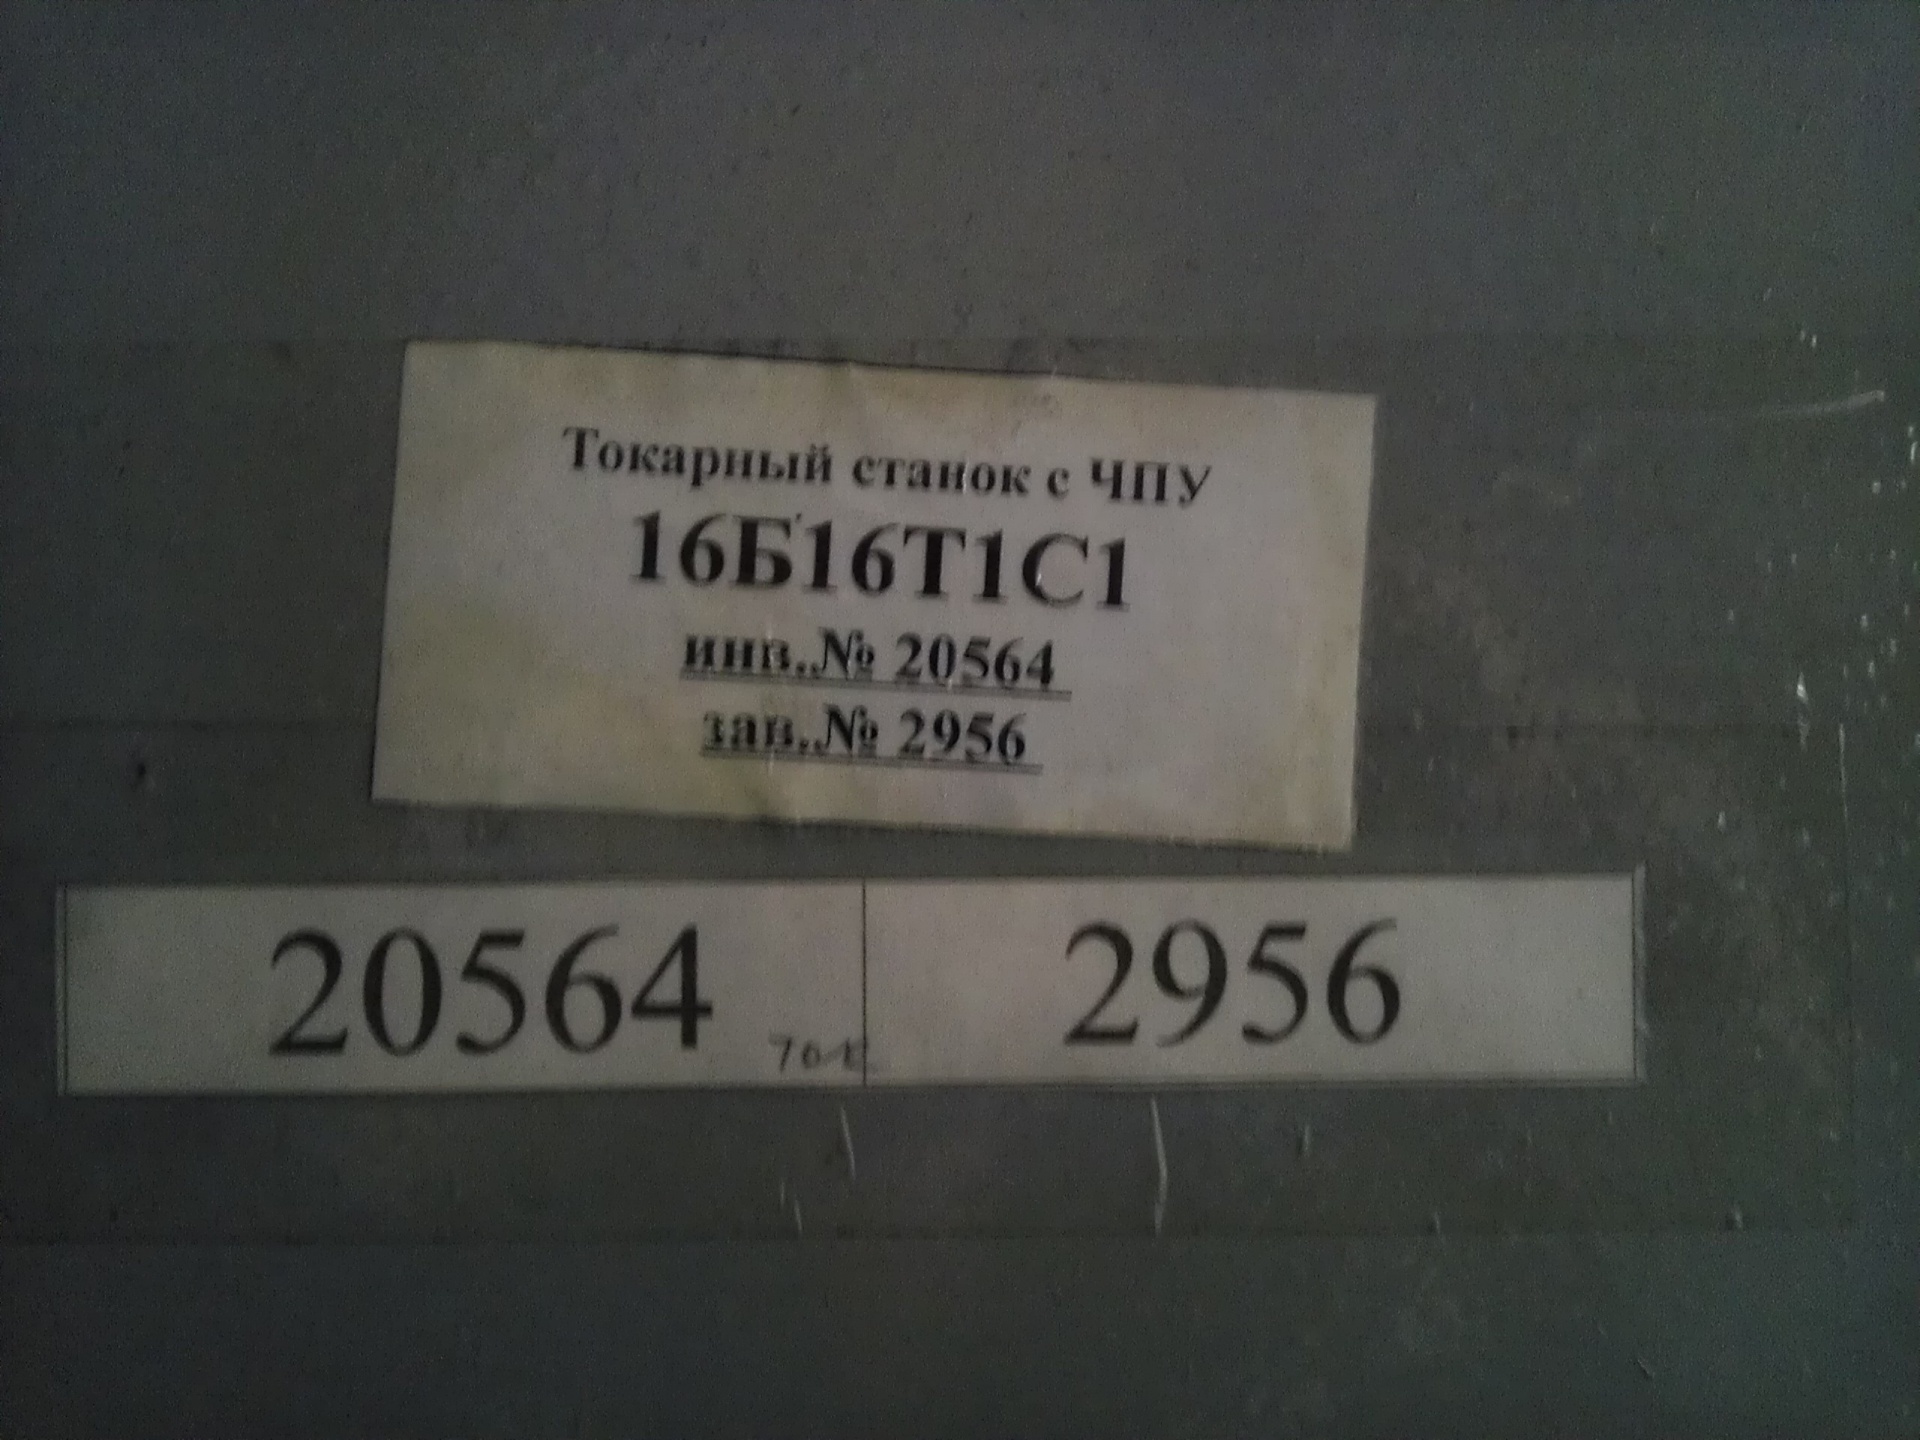 Токарный станок с ЧПУ
16Б16Т1С1
инв.№ 20564
зав.№ 2956
20564 2956